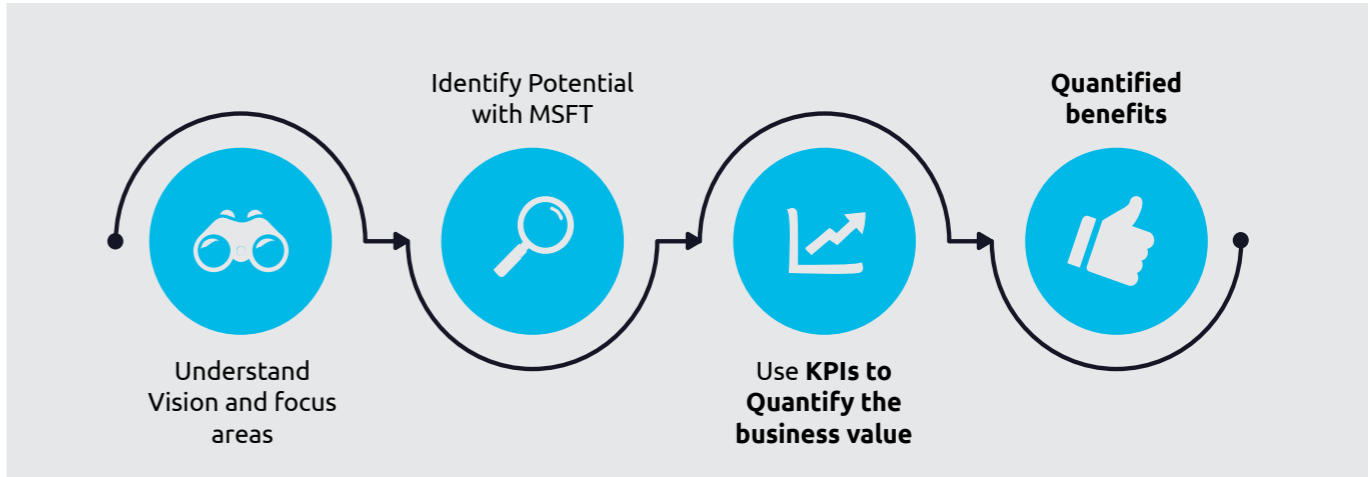 Understand
Vision and focus
areas
Identify Potential
with MSFT
Use KPIs to
Quantify the
business value
Quantified
benefits